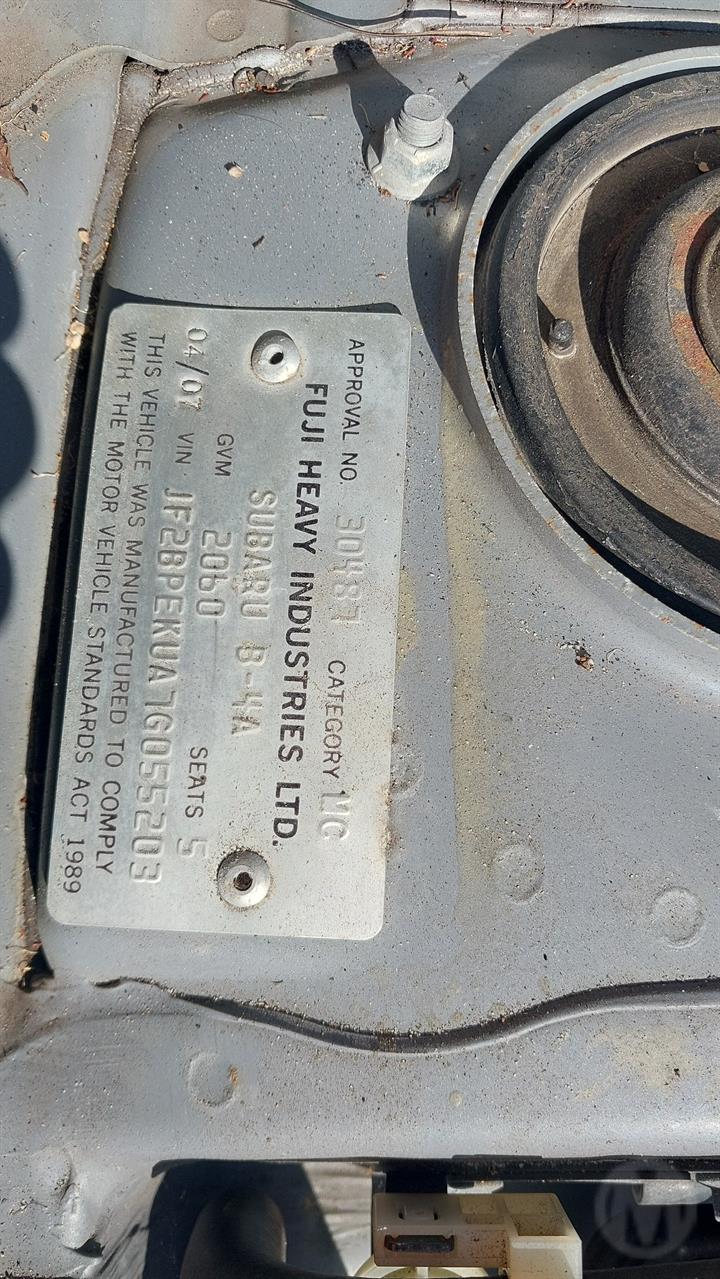 APPROVAL NO. 30487 CATEGORY MC
FUJI HEAVY INDUSTRIES LTD.
SUBARU B-4A
GVM 2060 SEATS 5
04/07 VIN JF2BPEKUA7G055203
THIS VEHICLE WAS MANUFACTURED TO COMPLY
WITH THE MOTOR VEHICLE STANDARDS ACT 1989